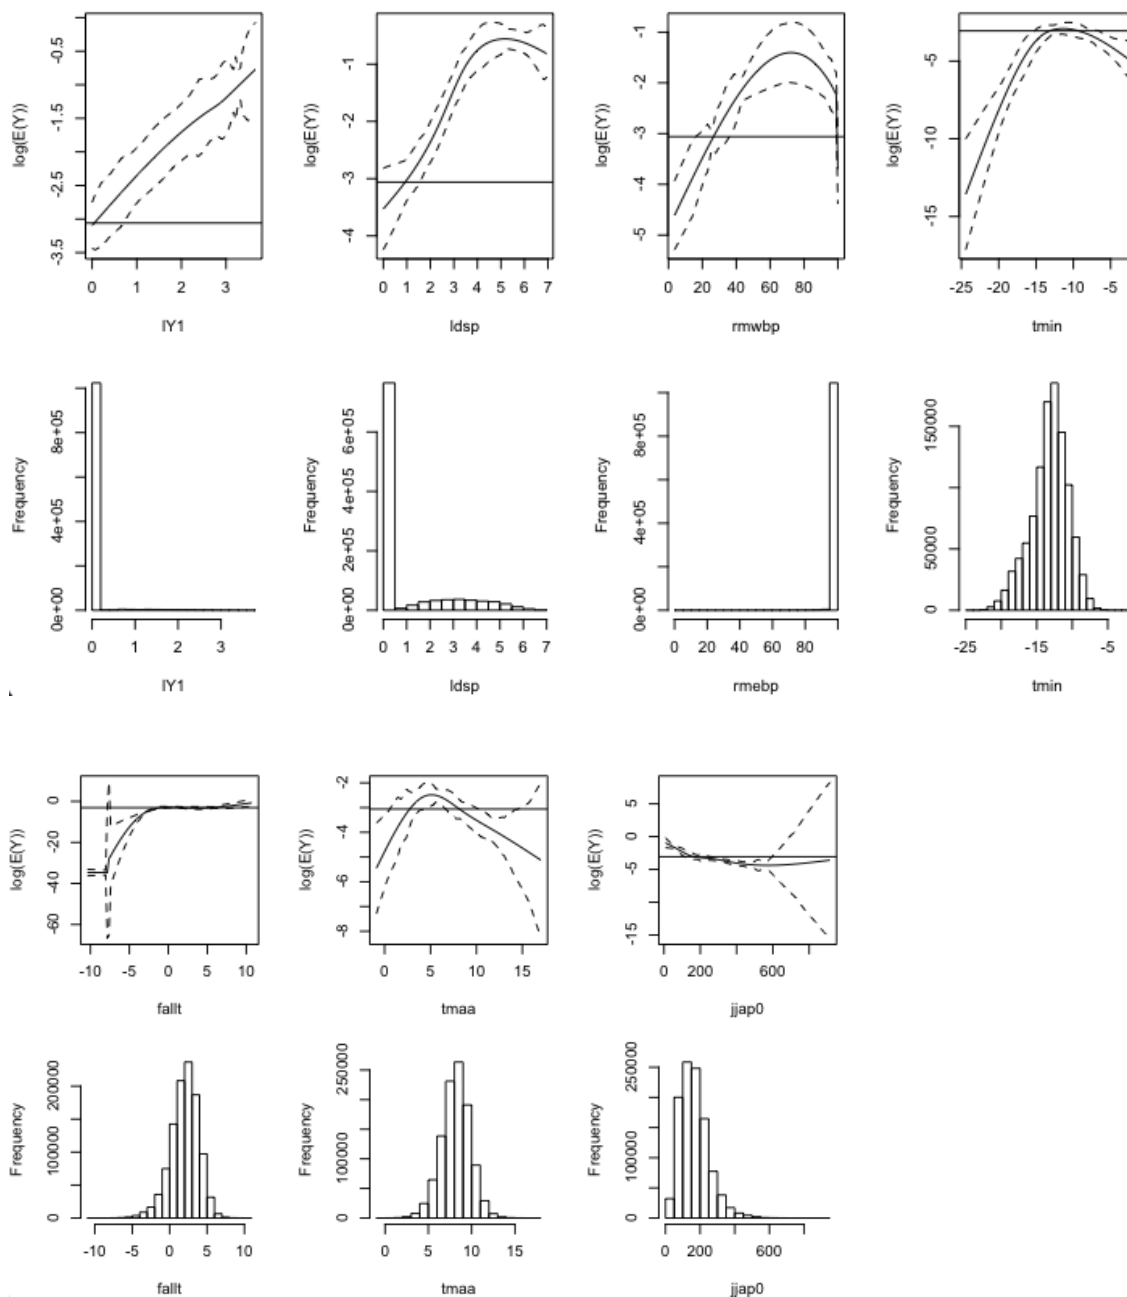 log(E(Y))
-3.5 -2.5 -1.5 -0.5
0 1 2 3
lY1
log(E(Y))
-4 -3 -2 -1
0 1 2 3 4 5 6 7
ldsp
log(E(Y))
-5 -4 -3 -2 -1
0 20 40 60 80
rmwbp
log(E(Y))
-15 -10 -5
-25 -20 -15 -10 -5
tmin
Frequency
0e+00 4e+05 8e+05
0 1 2 3
lY1
Frequency
0e+00 2e+05 4e+05 6e+05
0 1 2 3 4 5 6 7
ldsp
Frequency
0e+00 4e+05 8e+05
0 20 40 60 80
rmebp
Frequency
0 50000 150000
-25 -15 -5
tmin
log(E(Y))
-60 -40 -20 0
-10 -5 0 5 10
fallt
log(E(Y))
-8 -6 -4 -2
0 5 10 15
tmaa
log(E(Y))
-15 -5 0 5
0 200 600
jjap0
Frequency
0 100000 200000
-10 -5 0 5 10
fallt
Frequency
0 100000 250000
0 5 10 15
tmaa
Frequency
0 100000 250000
0 200 600
jjap0